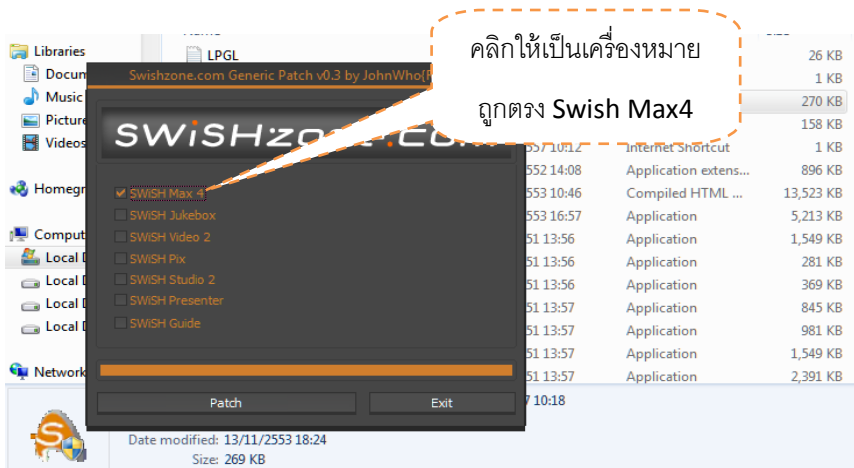 คลิกให้เป็นเครื่องหมาย
ถูกตรง Swish Max4
Libraries
Docum
Music
Picture
Videos
Homegr
Comput
Local D
Local D
Local D
Local D
Network
LPGL
26 KB
1 KB
270 KB
158 KB
557 10:12 Internet Shortcut 1 KB
552 14:08 Application extens... 896 KB
553 10:46 Compiled HTML ... 13,523 KB
553 16:57 Application 5,213 KB
51 13:56 Application 1,549 KB
51 13:56 Application 281 KB
51 13:56 Application 369 KB
51 13:57 Application 845 KB
51 13:57 Application 981 KB
51 13:57 Application 1,549 KB
51 13:57 Application 2,391 KB
Swishzone.com Generic Patch v0.3 by JohnWho
SWiSH Max 4
SWiSH Jukebox
SWiSH Video 2
SWiSH Pix
SWiSH Studio 2
SWiSH Presenter
SWiSH Guide
Patch
Exit
7 10:18
Date modified: 13/11/2553 18:24
Size: 269 KB